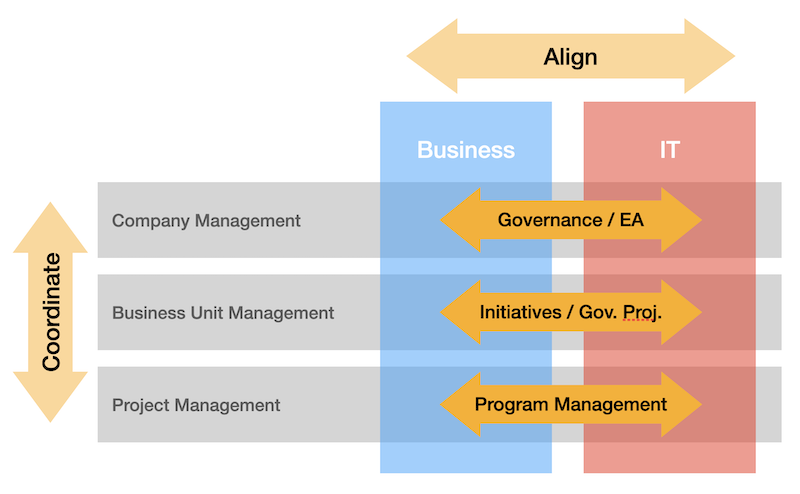 Align
Business
IT
Coordinate
Company Management
Governance / EA
Business Unit Management
Initiatives / Gov. Proj.
Project Management
Program Management